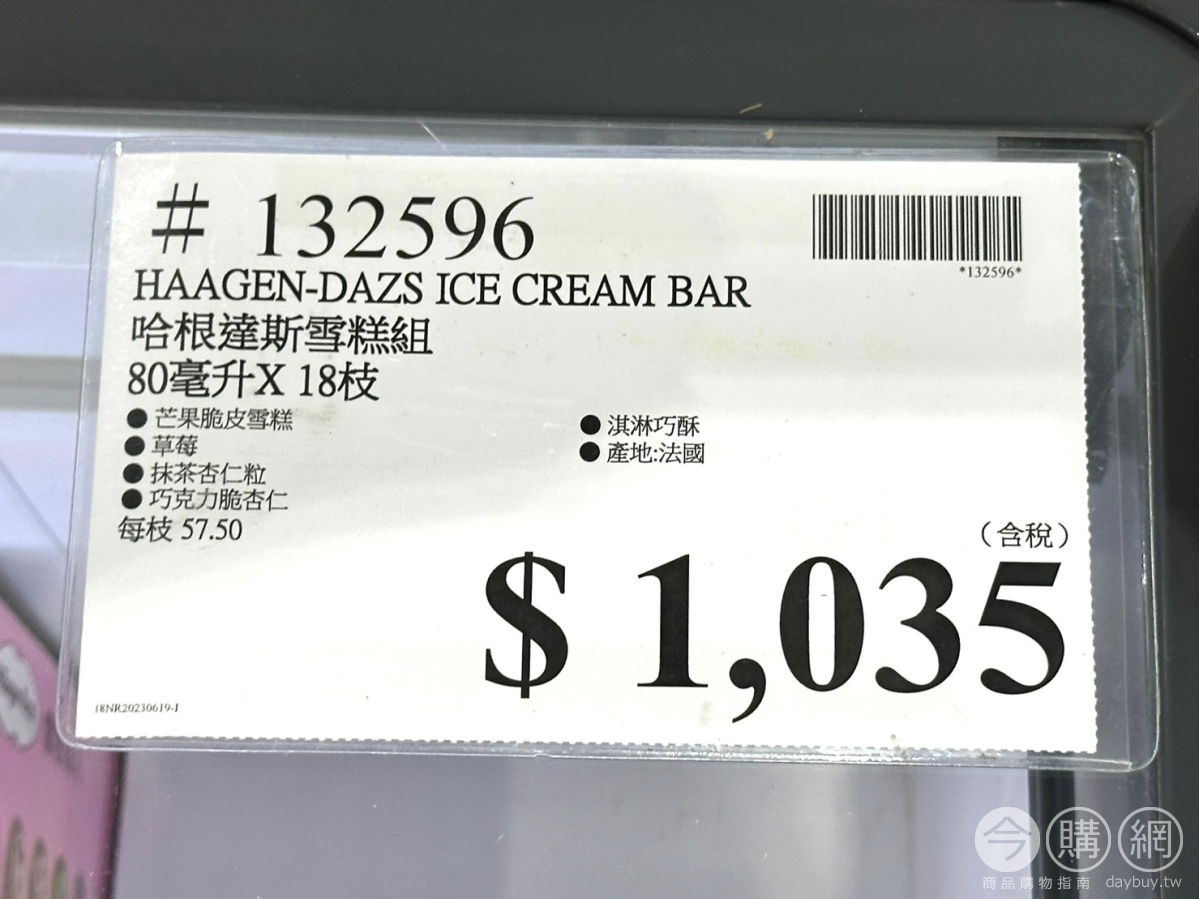 # 132596
*132596*
HAAGEN-DAZS ICE CREAM BAR
哈根達斯雪糕組
80毫升X 18枝
● 芒果脆皮雪糕
● 草莓
● 抹茶杏仁粒
● 巧克力脆杏仁
● 淇淋巧酥
● 產地:法國
每枝 57.50
(含稅)
$ 1,035
18NR20230619-1
今購網
商品購物指南 daybuy.tw